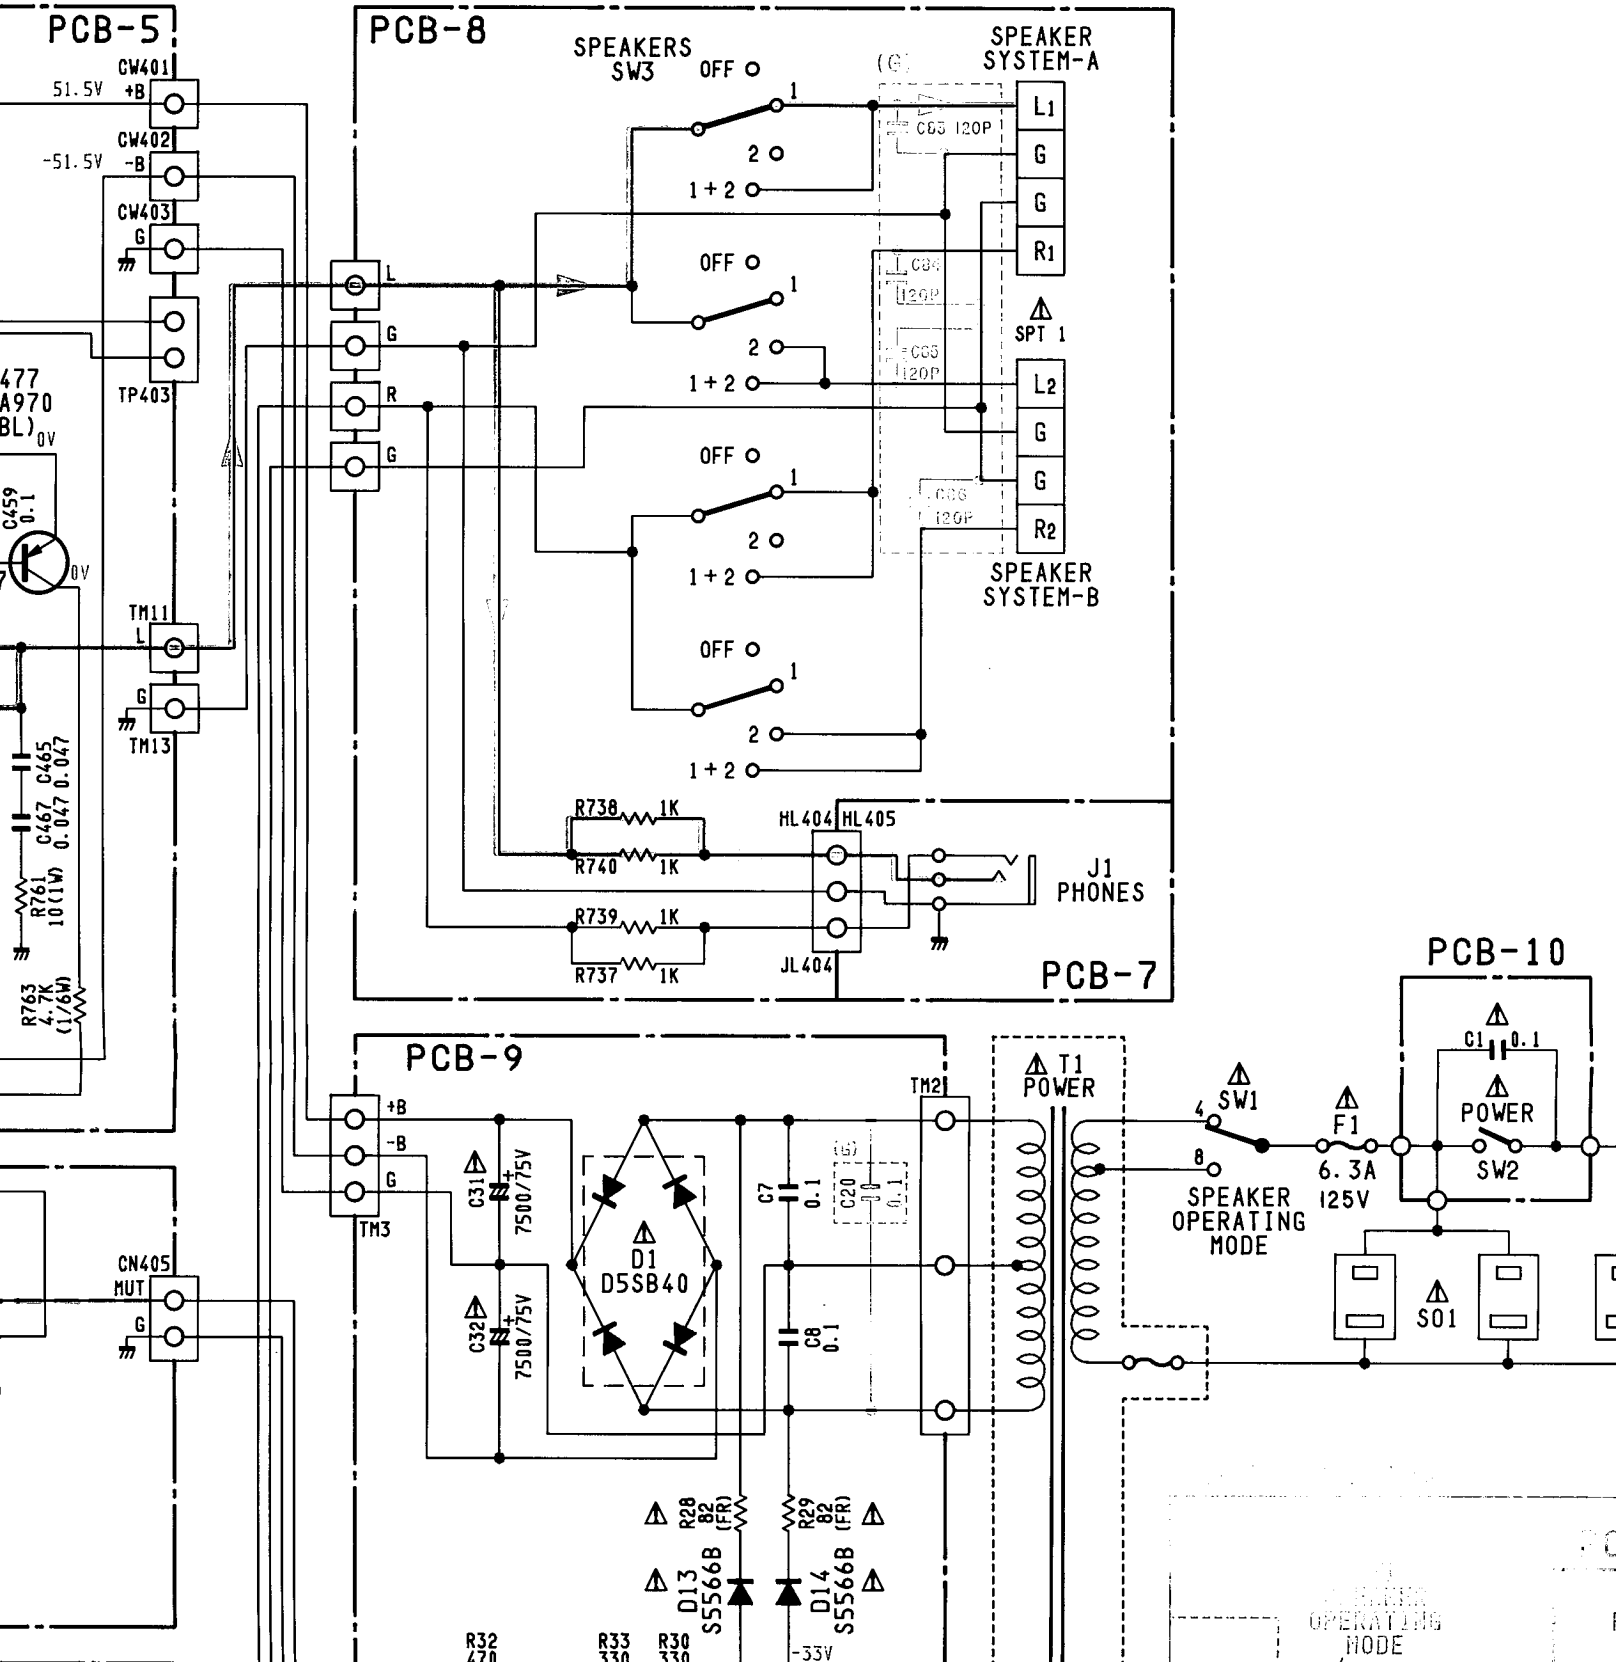 PCB-5
CW401
51.5V +B
CW402
-51.5V -B
CW403
G
TP403
477
A970
BL)
0V
C459
0.1
0V
TM11
L
G
TM13
C465
0.047
C467
0.047
R761
10(1W)
R763
4.7K
(1/6W)
CN405
MUT
G
PCB-8
SPEAKERS
SW3
OFF
1
2
1+2
OFF
1
2
1+2
OFF
1
2
1+2
OFF
1
2
1+2
L
G
R
G
(G)
C83 120P
C84
120P
C85
120P
C86
120P
SPEAKER
SYSTEM-A
L1
G
G
R1
SPT 1
L2
G
G
R2
SPEAKER
SYSTEM-B
R738 1K
R740 1K
R739 1K
R737 1K
HL404 HL405
JL404
J1
PHONES
PCB-7
PCB-9
+B
-B
G
TM3
C31
+
7500/75V
C32
+
7500/75V
D1
D5SB40
C7
0.1
C8
0.1
(G)
C20
0.1
TM2
T1
POWER
R28
82
(FR)
R29
82
(FR)
D13
S5566B
D14
S5566B
-33V
R32
470
R33
330
R30
330
4
SW1
8
SPEAKER
OPERATING
MODE
F1
6.3A
125V
PCB-10
C1 0.1
POWER
SW2
SO1
OPERATING
MODE